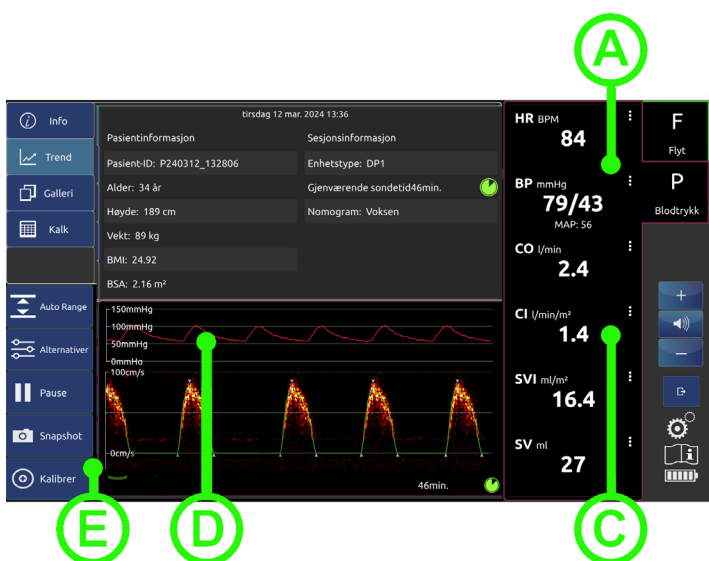 A
tirsdag 12 mar. 2024 13:36
Info
Trend
Galleri
Kalk
Auto Range
Alternativer
Pause
Snapshot
Kalibrer
Pasientinformasjon
Pasient-ID: P240312_132806
Alder: 34 år
Høyde: 189 cm
Vekt: 89 kg
BMI: 24.92
BSA: 2.16 m²
Sesjonsinformasjon
Enhetstype: DP1
Gjenværende sondetid46min.
Nomogram: Voksen
150mmHg
100mmHg
50mmHg
0mmHg
100cm/s
0cm/s
46min.
HR BPM
84
BP mmHg
79/43
MAP: 56
CO l/min
2.4
CI l/min/m²
1.4
SVI ml/m²
16.4
SV ml
27
F
Flyt
P
Blodtrykk
E
D
C